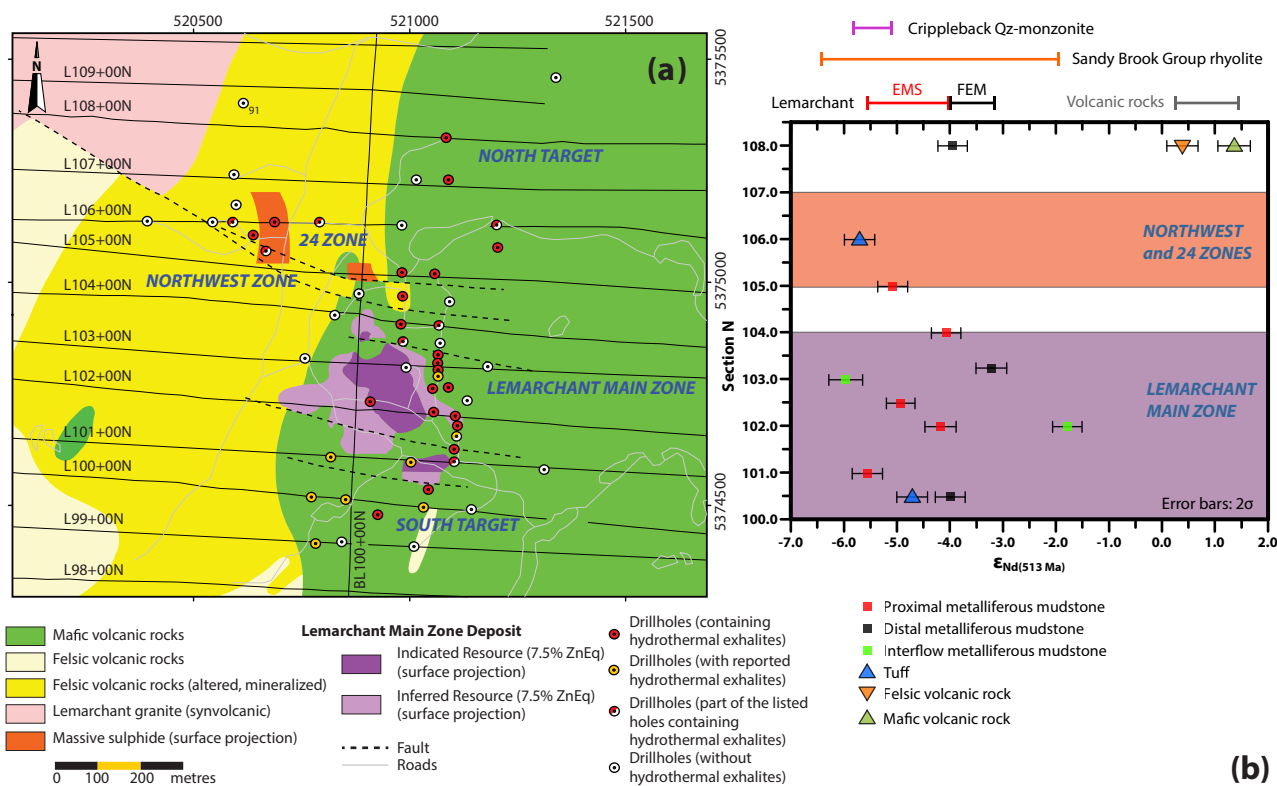 520500
521000
521500
(a)
N
5375500
5375000
5374500
L109+00N
L108+00N
L107+00N
L106+00N
L105+00N
L104+00N
L103+00N
L102+00N
L101+00N
L100+00N
L99+00N
L98+00N
91
BL100+00N
NORTH TARGET
24 ZONE
NORTHWEST ZONE
LEMARCHANT MAIN ZONE
SOUTH TARGET
Mafic volcanic rocks
Felsic volcanic rocks
Felsic volcanic rocks (altered, mineralized)
Lemarchant granite (synvolcanic)
Massive sulphide (surface projection)
0 100 200 metres
Lemarchant Main Zone Deposit
Indicated Resource (7.5% ZnEq)
(surface projection)
Inferred Resource (7.5% ZnEq)
(surface projection)
Fault
Roads
Drillholes (containing
hydrothermal exhalites)
Drillholes (with reported
hydrothermal exhalites)
Drillholes (part of the listed
holes containing
hydrothermal exhalites)
Drillholes (without
hydrothermal exhalites)
Crippleback Qz-monzonite
Sandy Brook Group rhyolite
Lemarchant
EMS
FEM
Volcanic rocks
Section N
108.0
107.0
106.0
105.0
104.0
103.0
102.0
101.0
100.0
NORTHWEST
and 24 ZONES
LEMARCHANT
MAIN ZONE
Error bars: 2σ
-7.0 -6.0 -5.0 -4.0 -3.0 -2.0 -1.0 0.0 1.0 2.0
εNd(513 Ma)
Proximal metalliferous mudstone
Distal metalliferous mudstone
Interflow metalliferous mudstone
Tuff
Felsic volcanic rock
Mafic volcanic rock
(b)